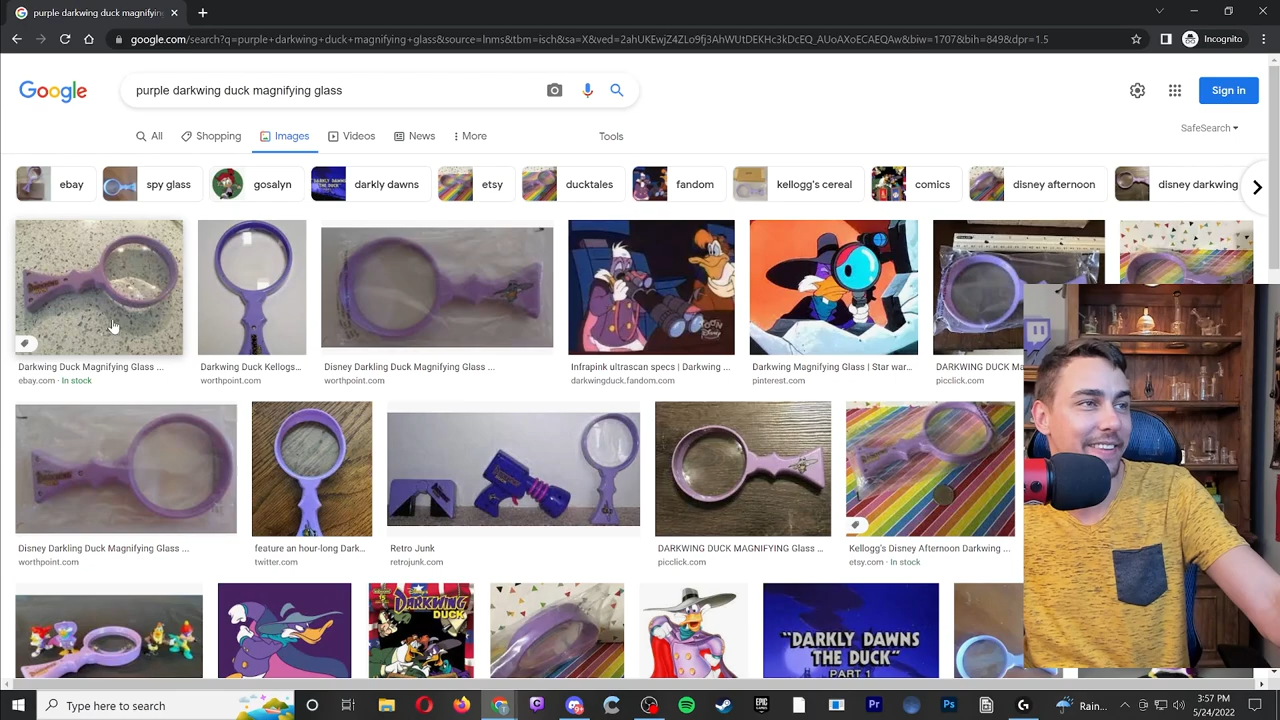 purple darkwing duck magnifying
google.com/search?q=purple+darkwing+duck+magnifying+glass&source=lnms&tbm=isch&sa=X&ved=2ahUKEwjZ4ZLo9fj3AhWUtDEKHc3kDcEQ_AUoAXoECAEQAw&biw=1707&bih=849&dpr=1.5
Incognito
Google
purple darkwing duck magnifying glass
Sign in
All
Shopping
Images
Videos
News
More
Tools
SafeSearch
ebay
spy glass
gosalyn
darkly dawns
etsy
ducktales
fandom
kellogg's cereal
comics
disney afternoon
disney darkwing
Darkwing Duck Magnifying Glass ...
ebay.com · In stock
Darkwing Duck Kellogs...
worthpoint.com
Disney Darkling Duck Magnifying Glass ...
worthpoint.com
Infrapink ultrascan specs | Darkwing ...
darkwingduck.fandom.com
Darkwing Magnifying Glass | Star war...
pinterest.com
DARKWING DUCK MA
picclick.com
Disney Darkling Duck Magnifying Glass ...
worthpoint.com
feature an hour-long Dark...
twitter.com
Retro Junk
retrojunk.com
DARKWING DUCK MAGNIFYING Glass ...
picclick.com
Kellogg's Disney Afternoon Darkwing ...
etsy.com · In stock
DARKWING
DUCK
"DARKLY DAWNS
THE DUCK"
PART 1
Type here to search
Rain...
3:57 PM
5/24/2022